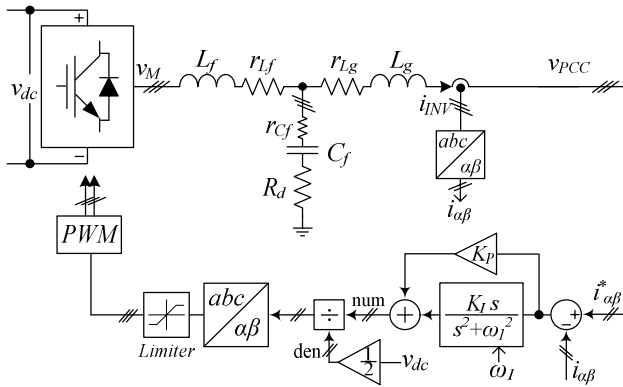 +
v_dc
−
v_M
L_f
r_Lf
r_Lg
L_g
i_INV
v_PCC
r_Cf
C_f
R_d
abc
αβ
i_αβ
PWM
K_P
Limiter
abc
αβ
÷
num
den
1/2
v_dc
+
K_I s
s²+ω_1²
ω_1
+
−
i*_αβ
i_αβ